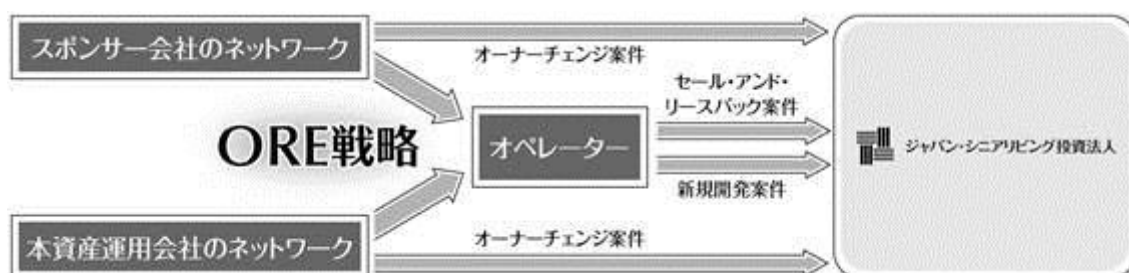 スポンサー会社のネットワーク
オーナーチェンジ案件
セール・アンド・
リースバック案件
ORE戦略
オペレーター
ジャパン・シニアリビング投資法人
新規開発案件
本資産運用会社のネットワーク
オーナーチェンジ案件